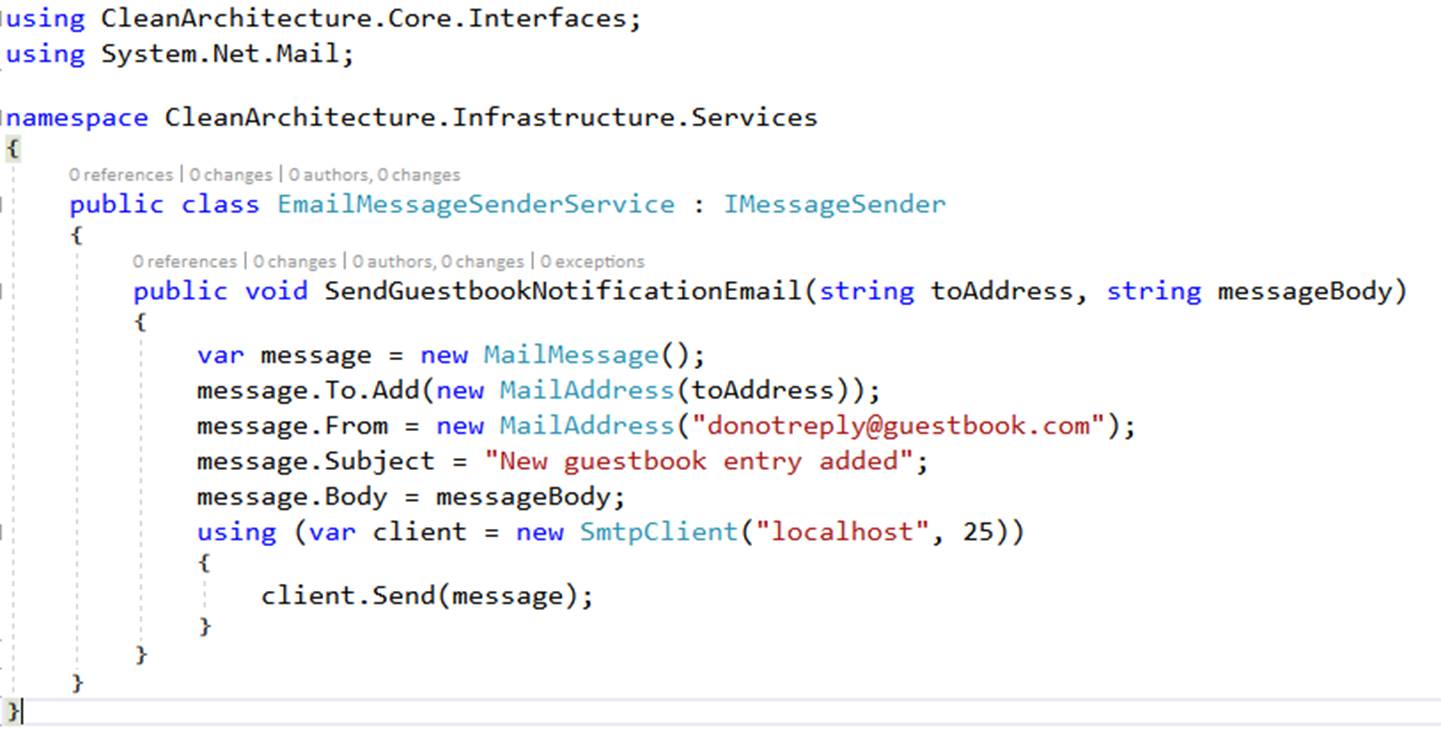 using CleanArchitecture.Core.Interfaces;
using System.Net.Mail;
namespace CleanArchitecture.Infrastructure.Services
{
0 references | 0 changes | 0 authors, 0 changes
public class EmailMessageSenderService : IMessageSender
{
0 references | 0 changes | 0 authors, 0 changes | 0 exceptions
public void SendGuestbookNotificationEmail(string toAddress, string messageBody)
{
var message = new MailMessage();
message.To.Add(new MailAddress(toAddress));
message.From = new MailAddress("donotreply@guestbook.com");
message.Subject = "New guestbook entry added";
message.Body = messageBody;
using (var client = new SmtpClient("localhost", 25))
{
client.Send(message);
}
}
}
}